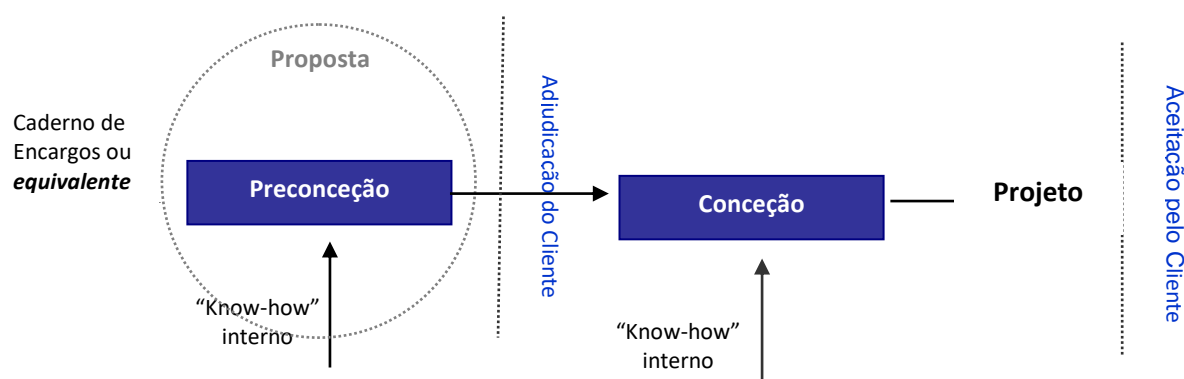 Proposta
Caderno de
Encargos ou
equivalente
Preconceção
“Know-how”
interno
Adiudicação do Cliente
Conceção
“Know-how”
interno
Projeto
Aceitação pelo Cliente